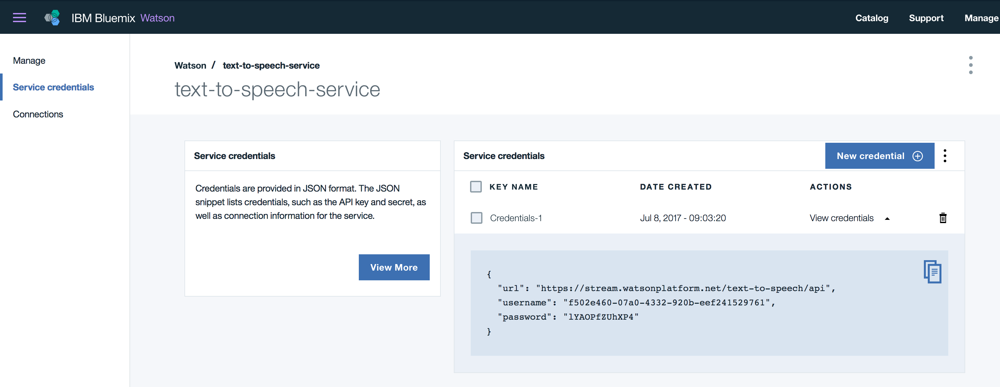 IBM Bluemix Watson
Catalog Support Manage
Manage
Service credentials
Connections
Watson / text-to-speech-service
text-to-speech-service
Service credentials
Credentials are provided in JSON format. The JSON
snippet lists credentials, such as the API key and secret, as
well as connection information for the service.
View More
Service credentials
New credential
KEY NAME DATE CREATED ACTIONS
Credentials-1 Jul 8, 2017 - 09:03:20 View credentials
{
"url": "https://stream.watsonplatform.net/text-to-speech/api",
"username": "f502e460-07a0-4332-920b-eef241529761",
"password": "lYAOPfZUhXP4"
}